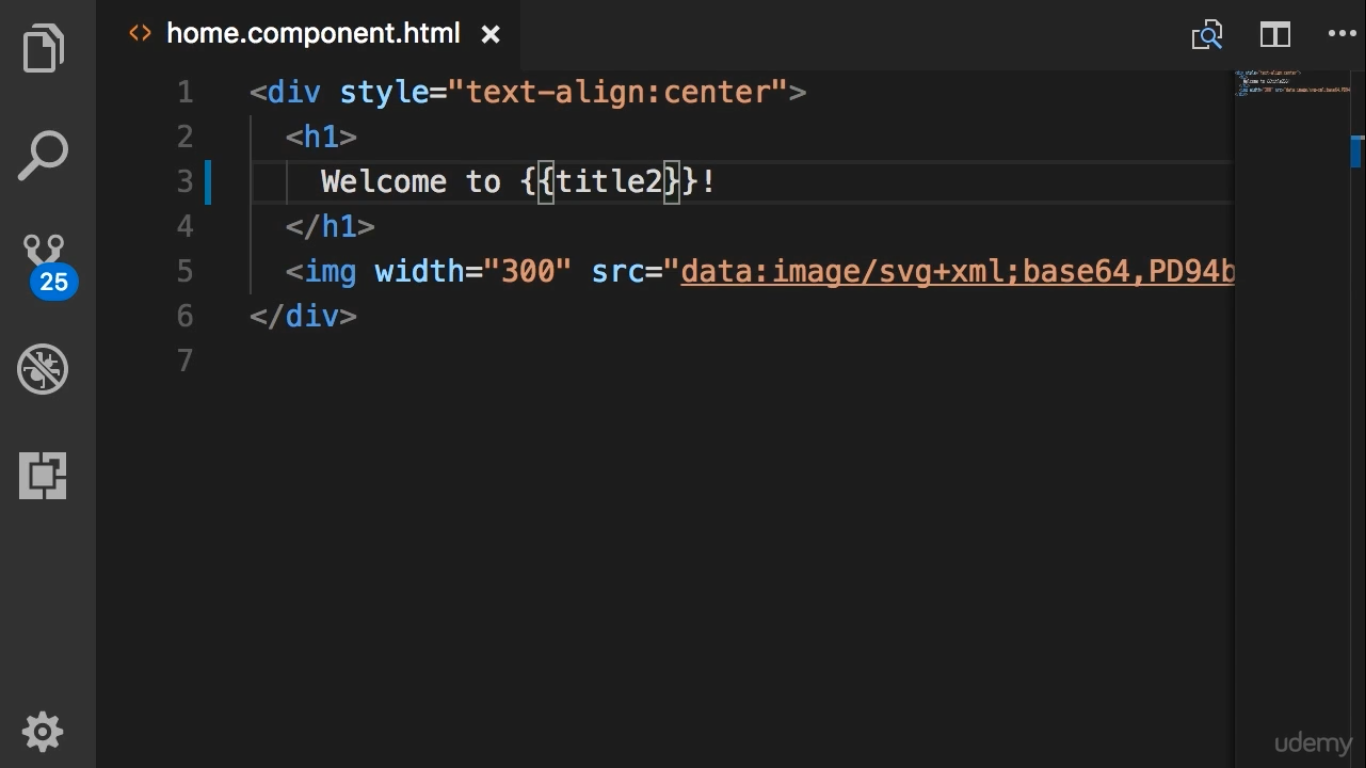 home.component.html
1 <div style="text-align:center">
2 <h1>
3 Welcome to {{title2}}!
4 </h1>
5 <img width="300" src="data:image/svg+xml;base64,PD94b
6 </div>
7
25
udemy